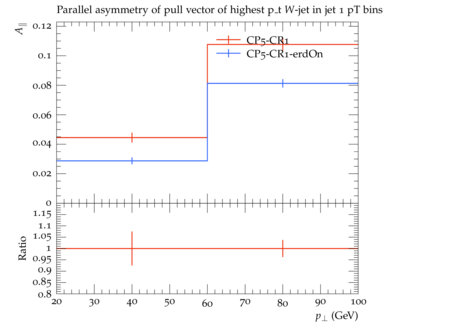 Parallel asymmetry of pull vector of highest p_t W-jet in jet 1 pT bins
A∥
0.12
0.1
0.08
0.06
0.04
0.02
0
CP5-CR1
CP5-CR1-erdOn
Ratio
1.15
1.1
1.05
1
0.95
0.9
0.85
0.8
20 30 40 50 60 70 80 90 100
p⊥ (GeV)